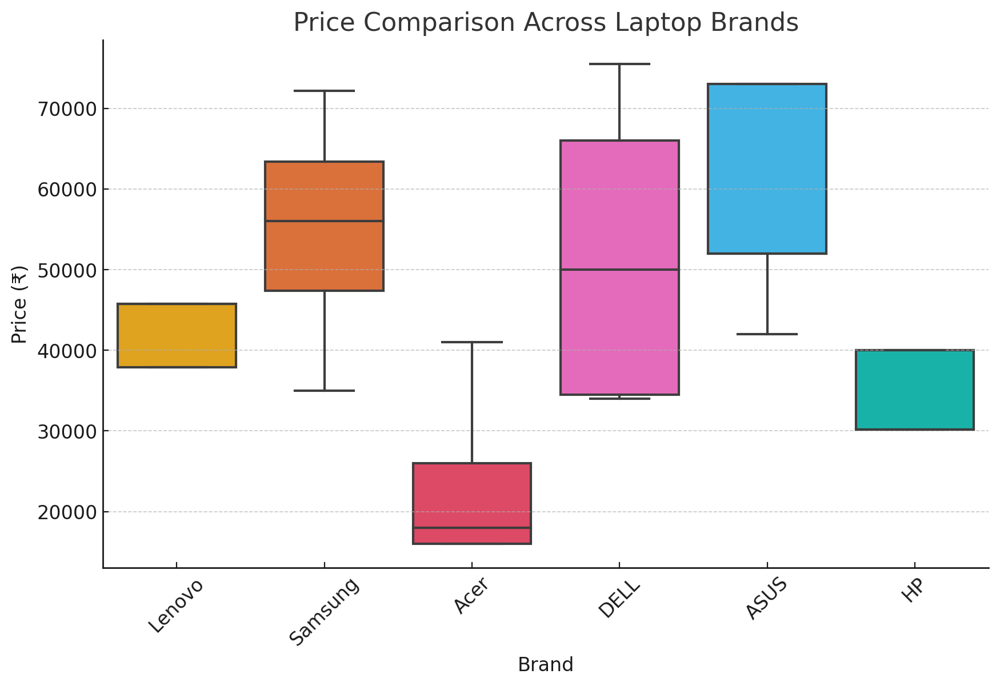 Price Comparison Across Laptop Brands
Price (₹)
70000
60000
50000
40000
30000
20000
Lenovo
Samsung
Acer
DELL
ASUS
HP
Brand